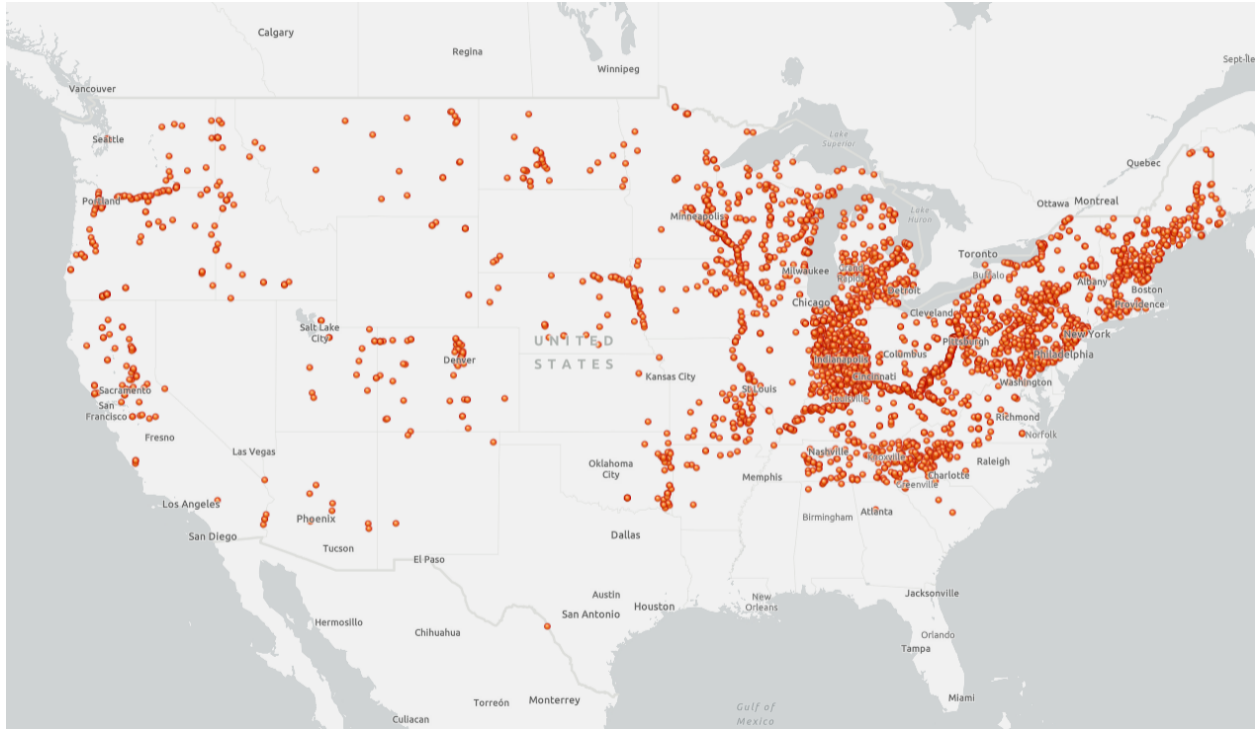 Calgary
Regina
Winnipeg
Vancouver
Sept-Île
Seattle
Lake
Superior
Quebec
Portland
Ottawa
Montreal
Minneapolis
Lake
Huron
Toronto
Milwaukee
Grand
Rapids
Buffalo
Albany
Detroit
Boston
Chicago
Providence
Cleveland
Salt Lake
City
UNITED
STATES
New York
Pittsburgh
Denver
Indianapolis
Columbus
Philadelphia
Kansas City
Cincinnati
Washington
Sacramento
St Louis
Louisville
San
Francisco
Richmond
Fresno
Norfolk
Las Vegas
Nashville
Knoxville
Raleigh
Oklahoma
City
Memphis
Charlotte
Greenville
Los Angeles
Phoenix
Birmingham
Atlanta
San Diego
Dallas
Tucson
El Paso
Austin
New
Orleans
Jacksonville
San Antonio
Houston
Hermosillo
Chihuahua
Orlando
Tampa
Torreón
Monterrey
Miami
Gulf of
Mexico
Culiacan